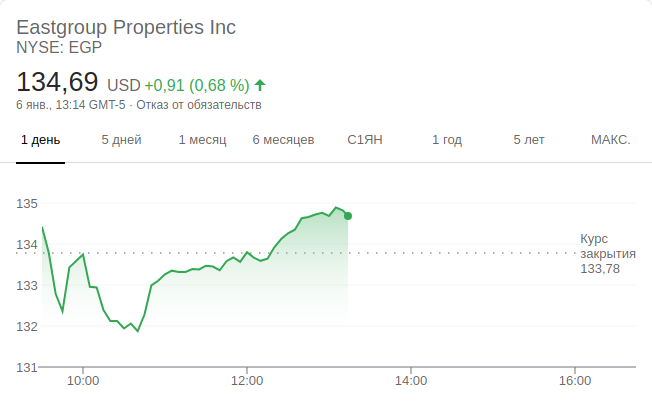 Eastgroup Properties Inc
NYSE: EGP
134,69 USD +0,91 (0,68 %)
6 янв., 13:14 GMT-5 · Отказ от обязательств
1 день 5 дней 1 месяц 6 месяцев С1ЯН 1 год 5 лет МАКС.
135
134
133
132
131
Курс
закрытия
133,78
10:00 12:00 14:00 16:00